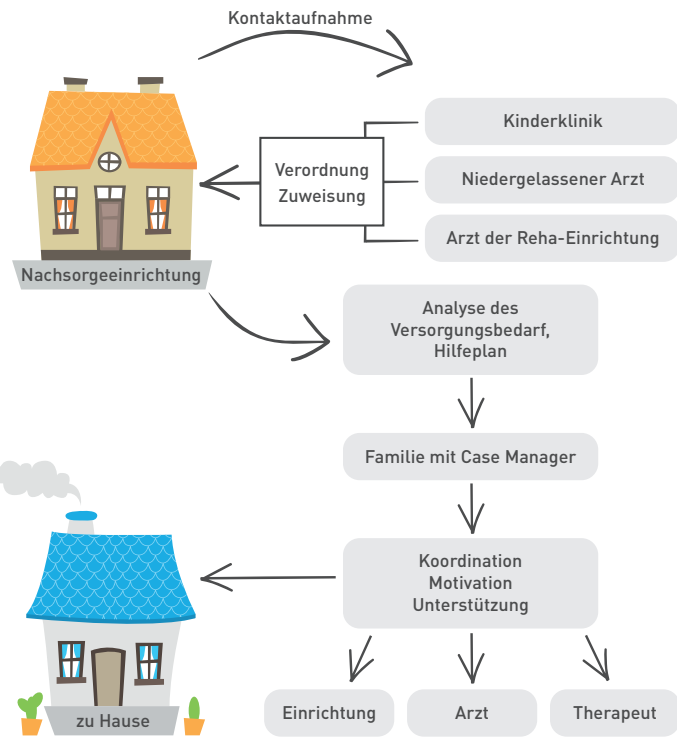 Kontaktaufnahme
Kinderklinik
Verordnung
Zuweisung
Niedergelassener Arzt
Arzt der Reha-Einrichtung
Nachsorgeeinrichtung
Analyse des
Versorgungsbedarf,
Hilfeplan
Familie mit Case Manager
Koordination
Motivation
Unterstützung
zu Hause
Einrichtung
Arzt
Therapeut